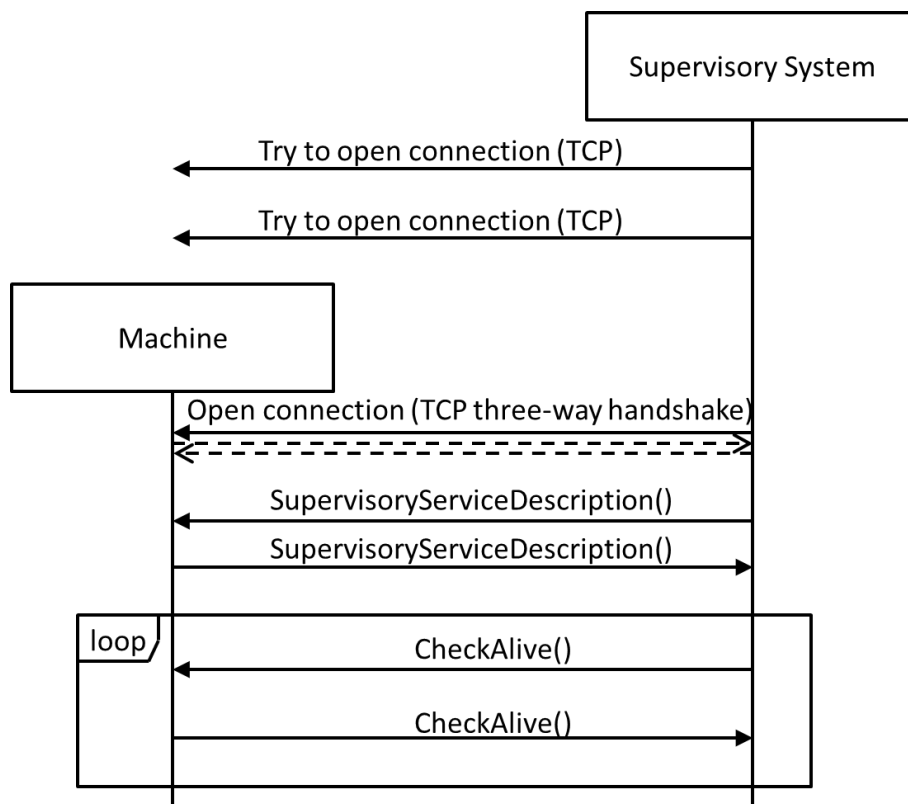 Supervisory System
Try to open connection (TCP)
Try to open connection (TCP)
Machine
Open connection (TCP three-way handshake)
SupervisoryServiceDescription()
SupervisoryServiceDescription()
loop
CheckAlive()
CheckAlive()